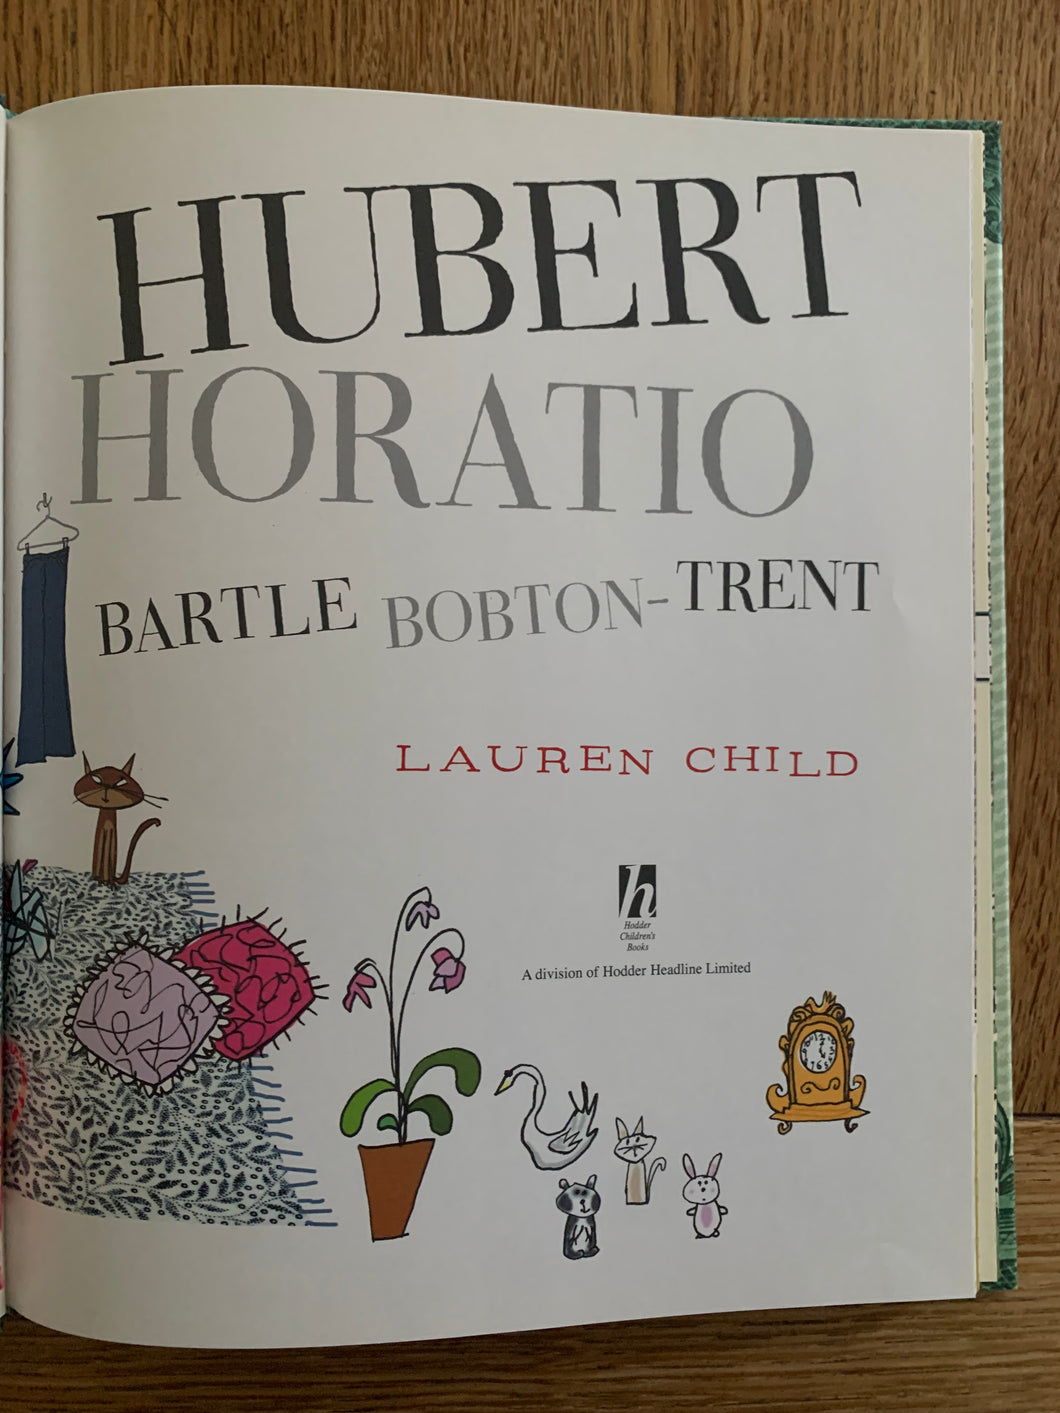 HUBERT
HORATIO
BARTLE BOBTON-TRENT
LAUREN CHILD
h
Hodder
Children's
Books
A division of Hodder Headline Limited